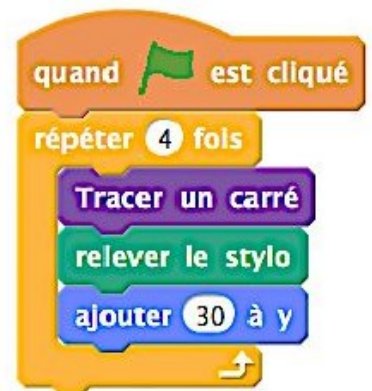 quand est cliqué
répéter 4 fois
Tracer un carré
relever le stylo
ajouter 30 à y